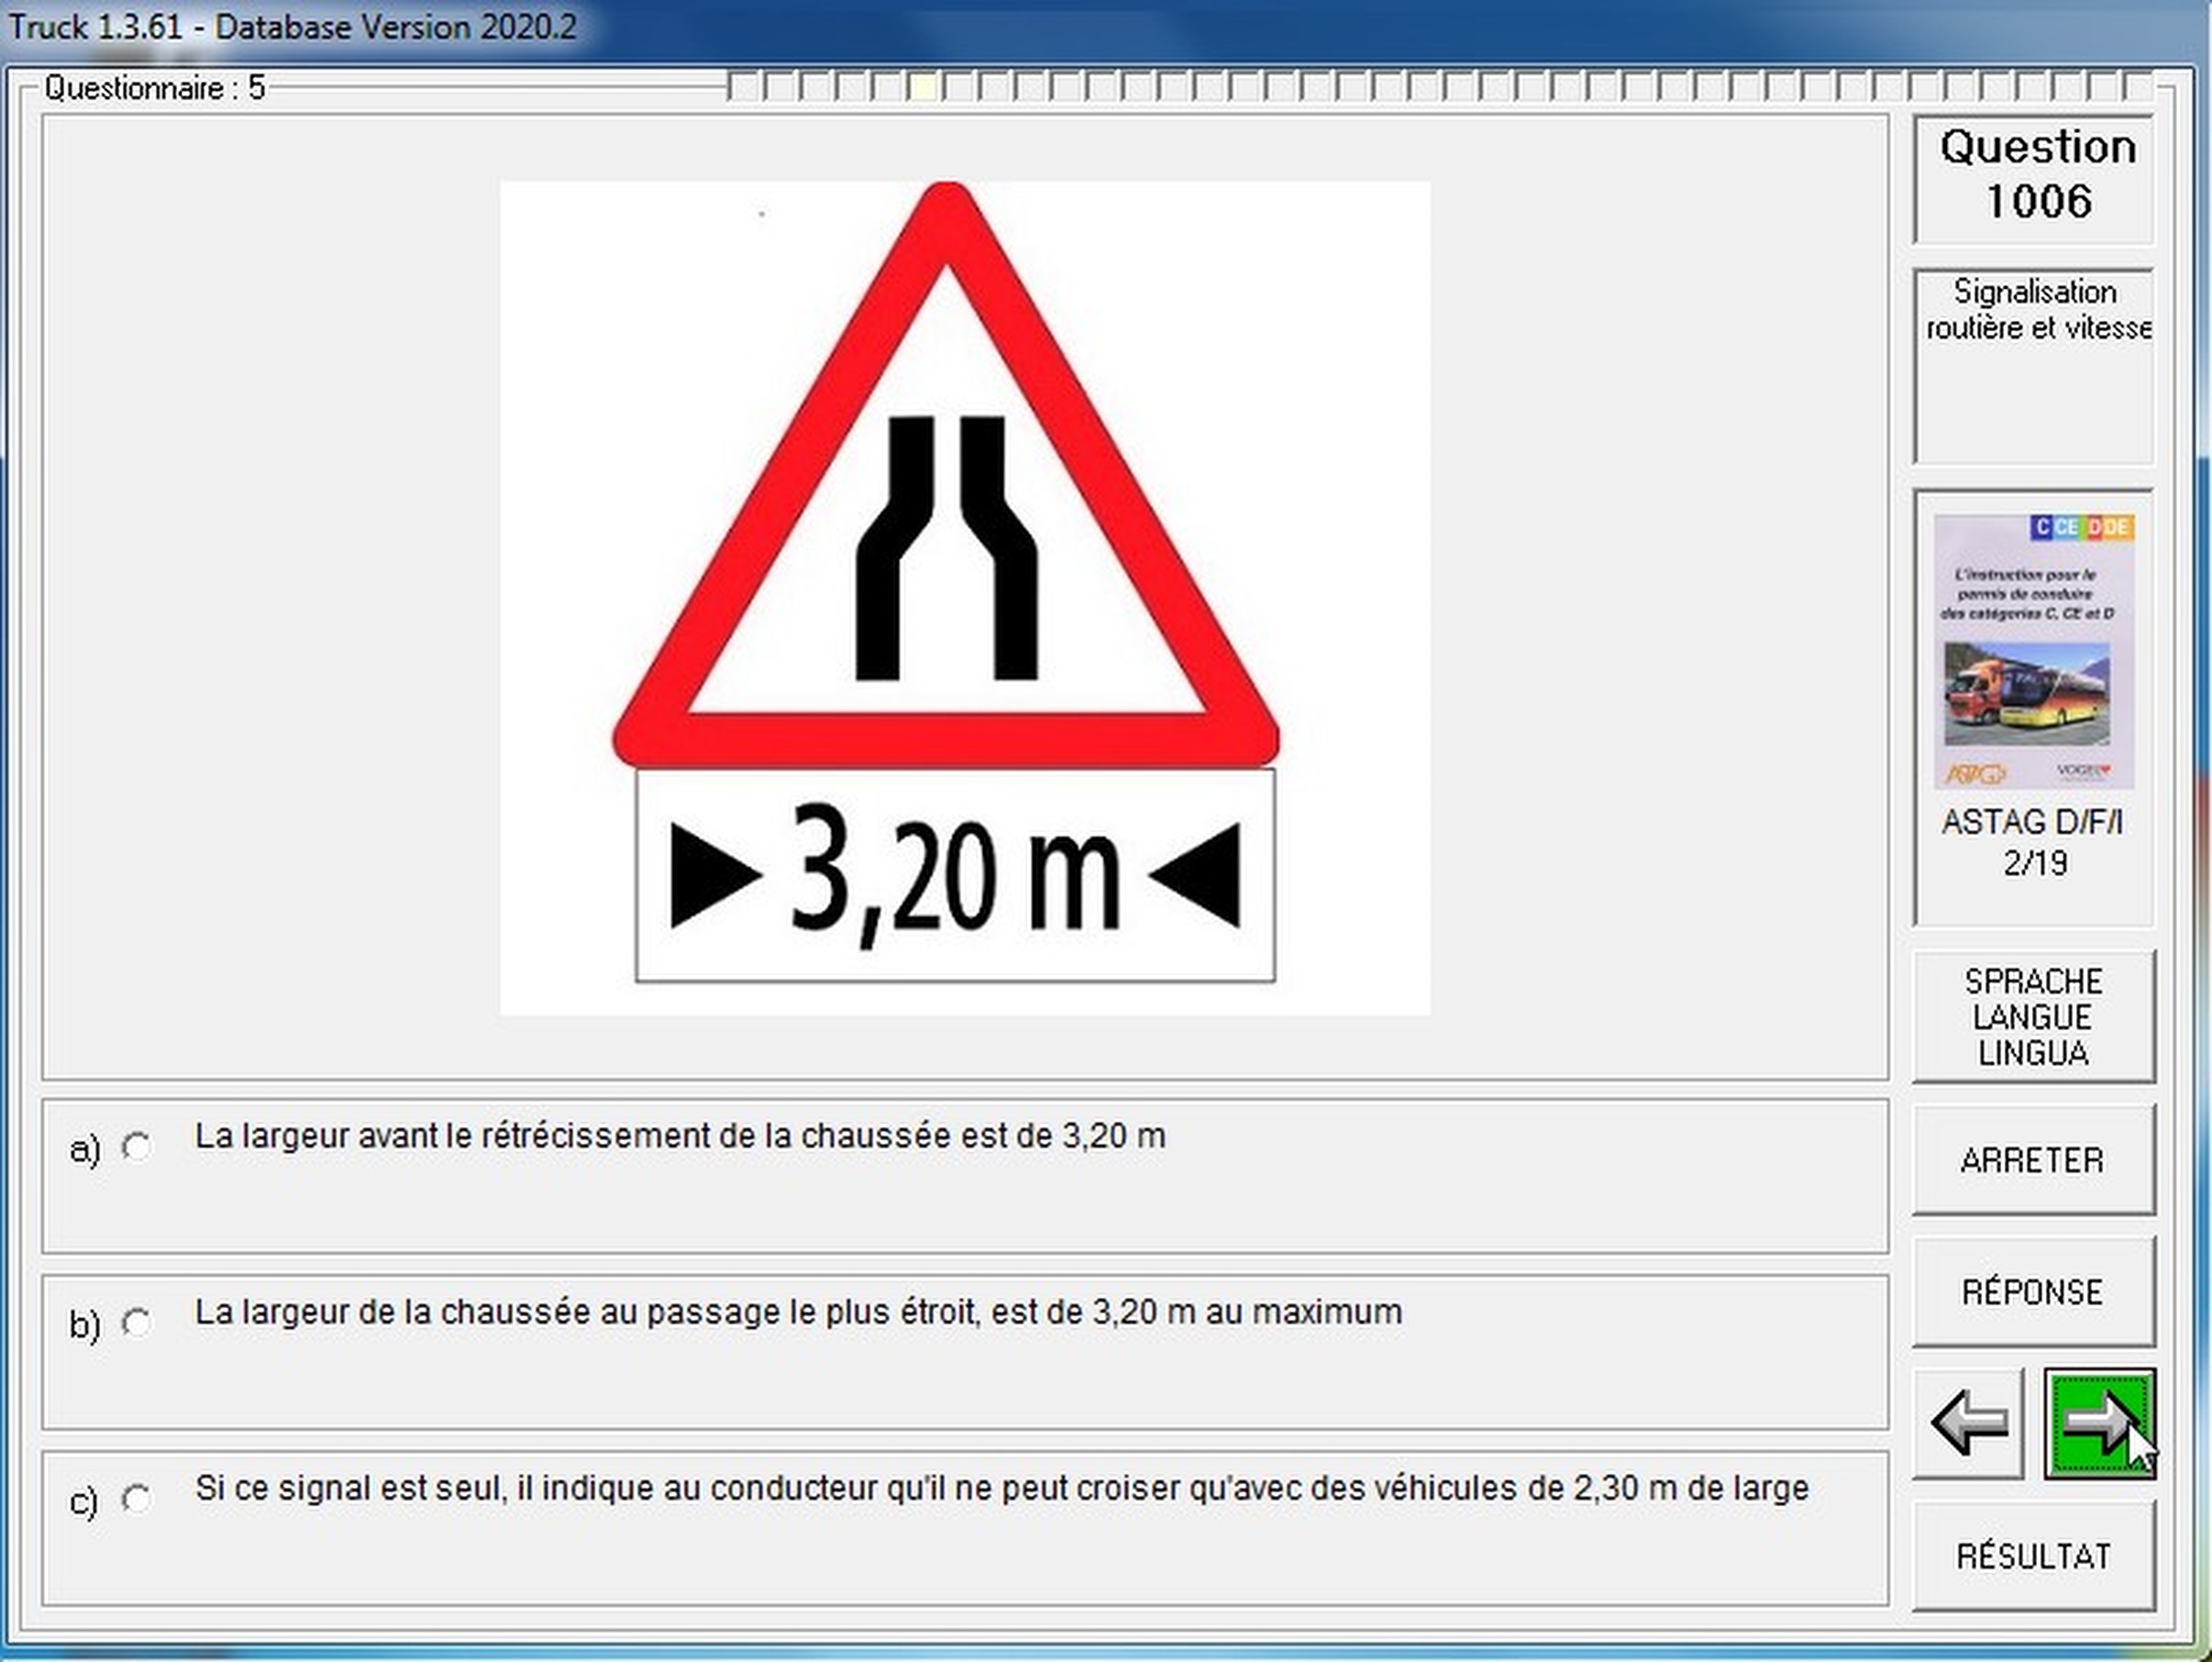 Truck 1.3.61 - Database Version 2020.2
Questionnaire : 5
Question
1006
Signalisation
routière et vitesse
C CE D DE
L'instruction pour le
permis de conduire
des catégories C, CE et D
ASTAG
VOGEL
ASTAG D/F/I
2/19
3,20 m
SPRACHE
LANGUE
LINGUA
ARRETER
RÉPONSE
RÉSULTAT
a) La largeur avant le rétrécissement de la chaussée est de 3,20 m
b) La largeur de la chaussée au passage le plus étroit, est de 3,20 m au maximum
c) Si ce signal est seul, il indique au conducteur qu'il ne peut croiser qu'avec des véhicules de 2,30 m de large